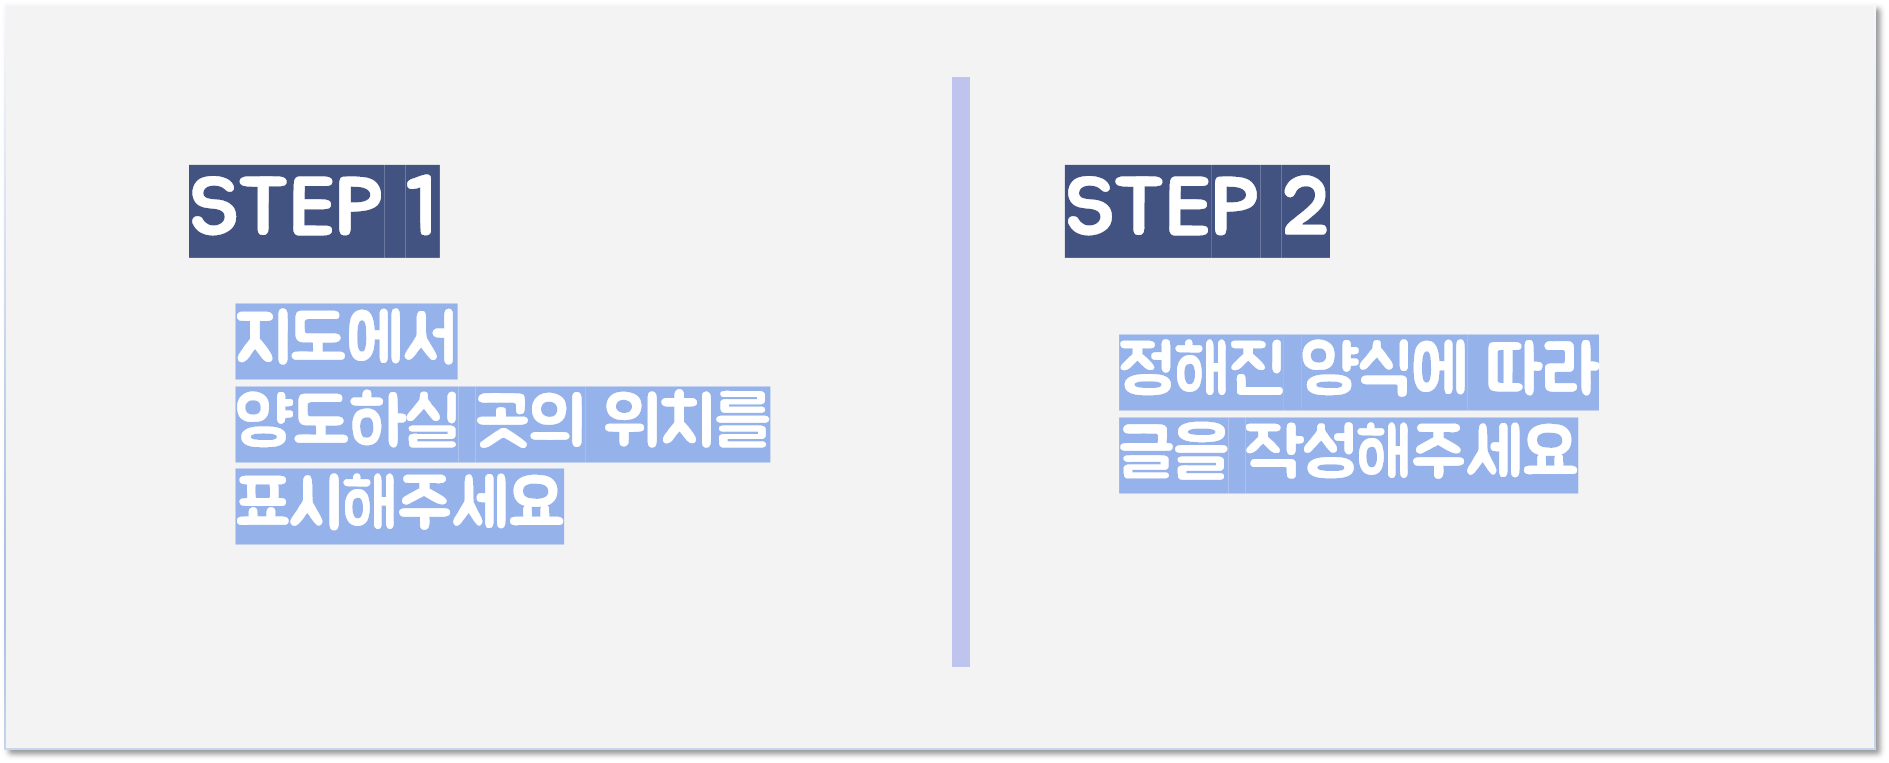 STEP 1
지도에서
양도하실 곳의 위치를
표시해주세요
STEP 2
정해진 양식에 따라
글을 작성해주세요